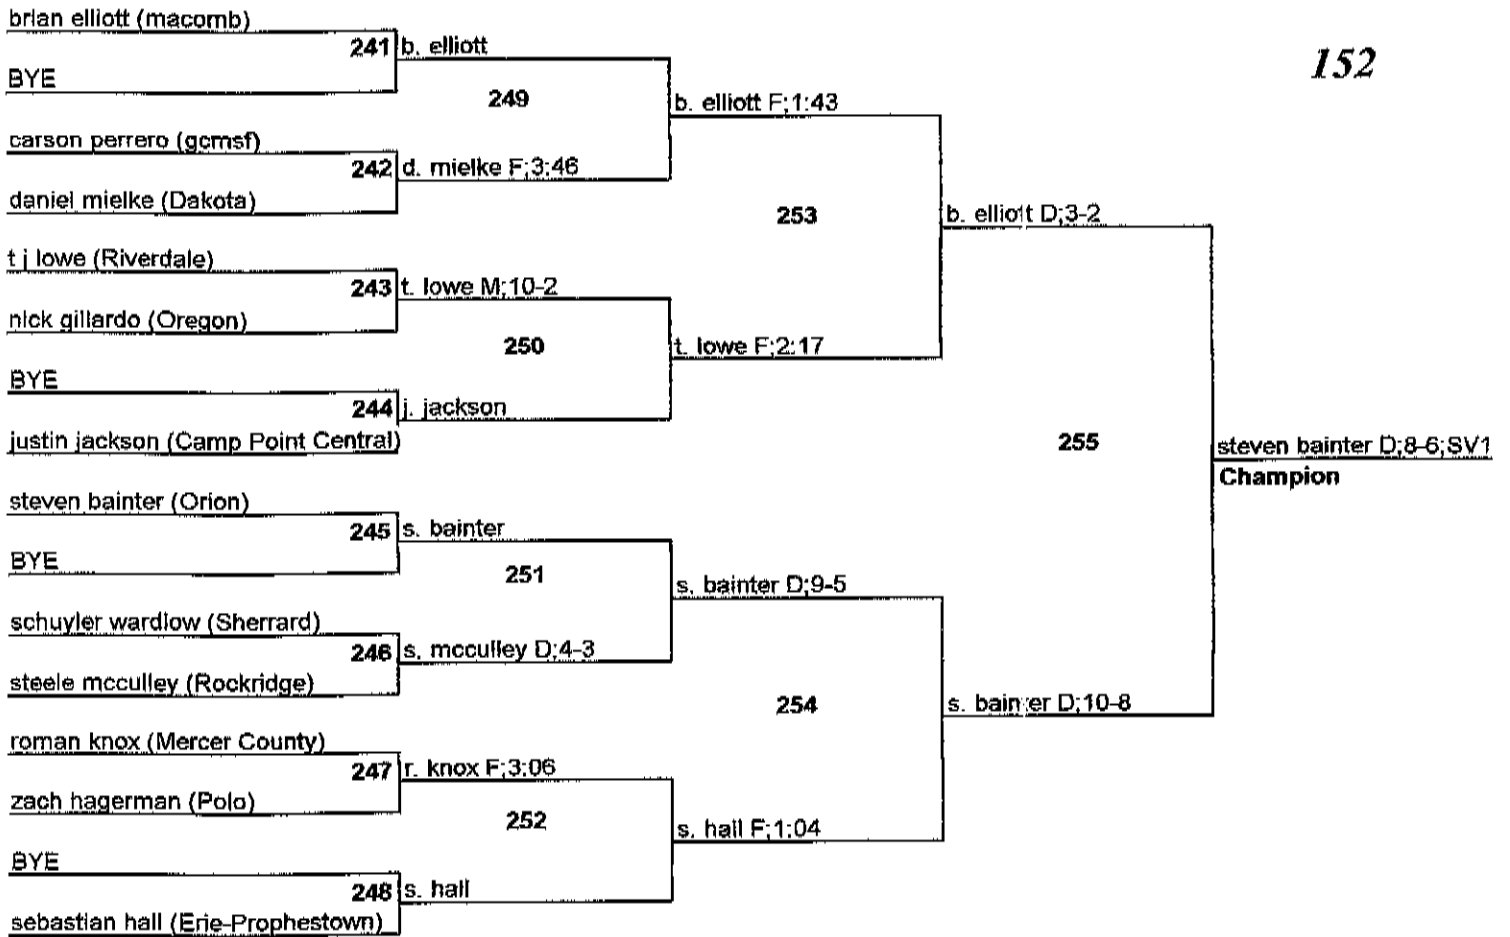 brian elliott (macomb)
241 b. elliott
152
BYE
249
b. elliott F;1:43
carson perrero (gcmsf)
242 d. mielke F;3:46
daniel mielke (Dakota)
253
b. elliott D;3-2
t j lowe (Riverdale)
243 t. lowe M;10-2
nick gillardo (Oregon)
250
t. lowe F;2:17
BYE
244 j. jackson
justin jackson (Camp Point Central)
255
steven bainter D;8-6;SV1
Champion
steven bainter (Orion)
245 s. bainter
BYE
251
s. bainter D;9-5
schuyler wardlow (Sherrard)
246 s. mcculley D;4-3
steele mcculley (Rockridge)
254
s. bainter D;10-8
roman knox (Mercer County)
247 r. knox F;3:06
zach hagerman (Polo)
252
s. hall F;1:04
BYE
248 s. hall
sebastian hall (Erie-Prophestown)